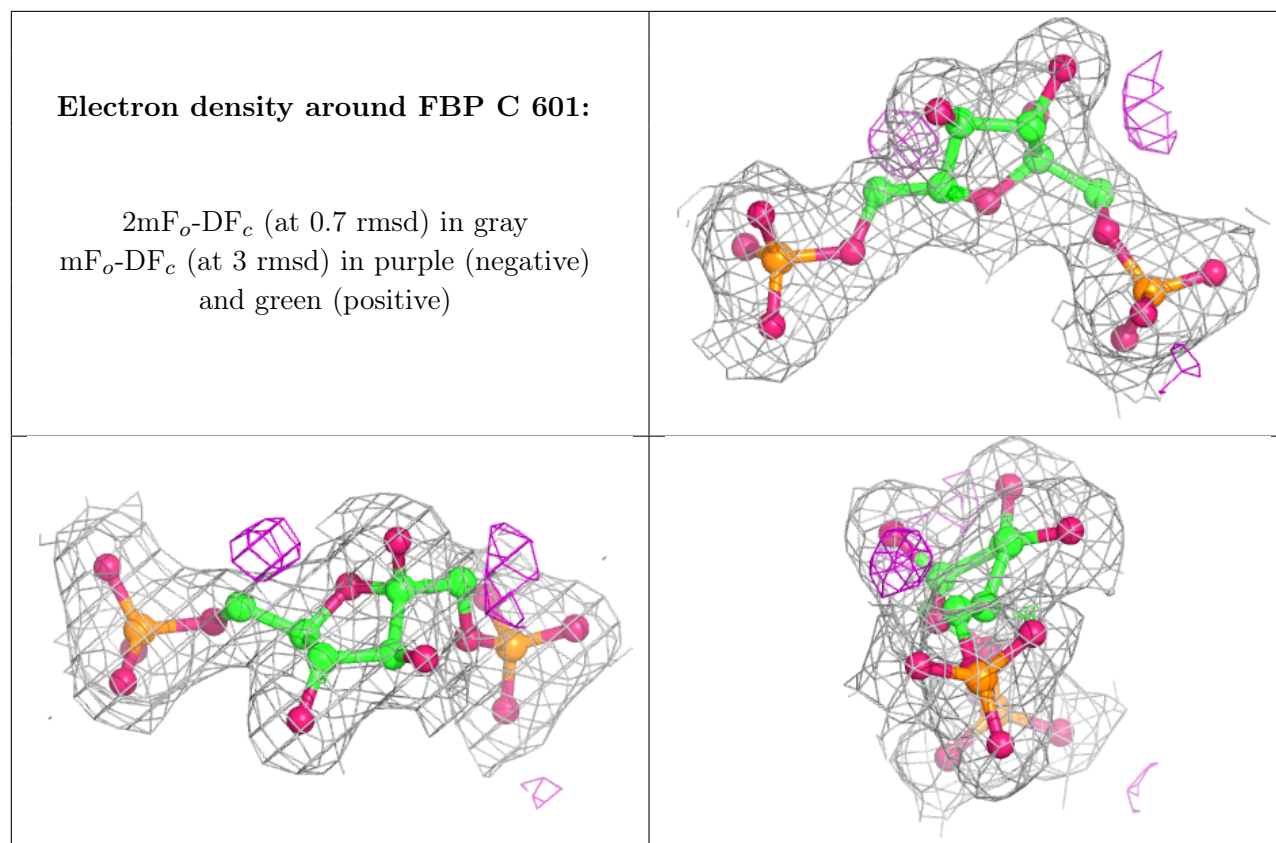 Electron density around FBP C 601:
2mFo-DFc (at 0.7 rmsd) in gray
mFo-DFc (at 3 rmsd) in purple (negative)
and green (positive)